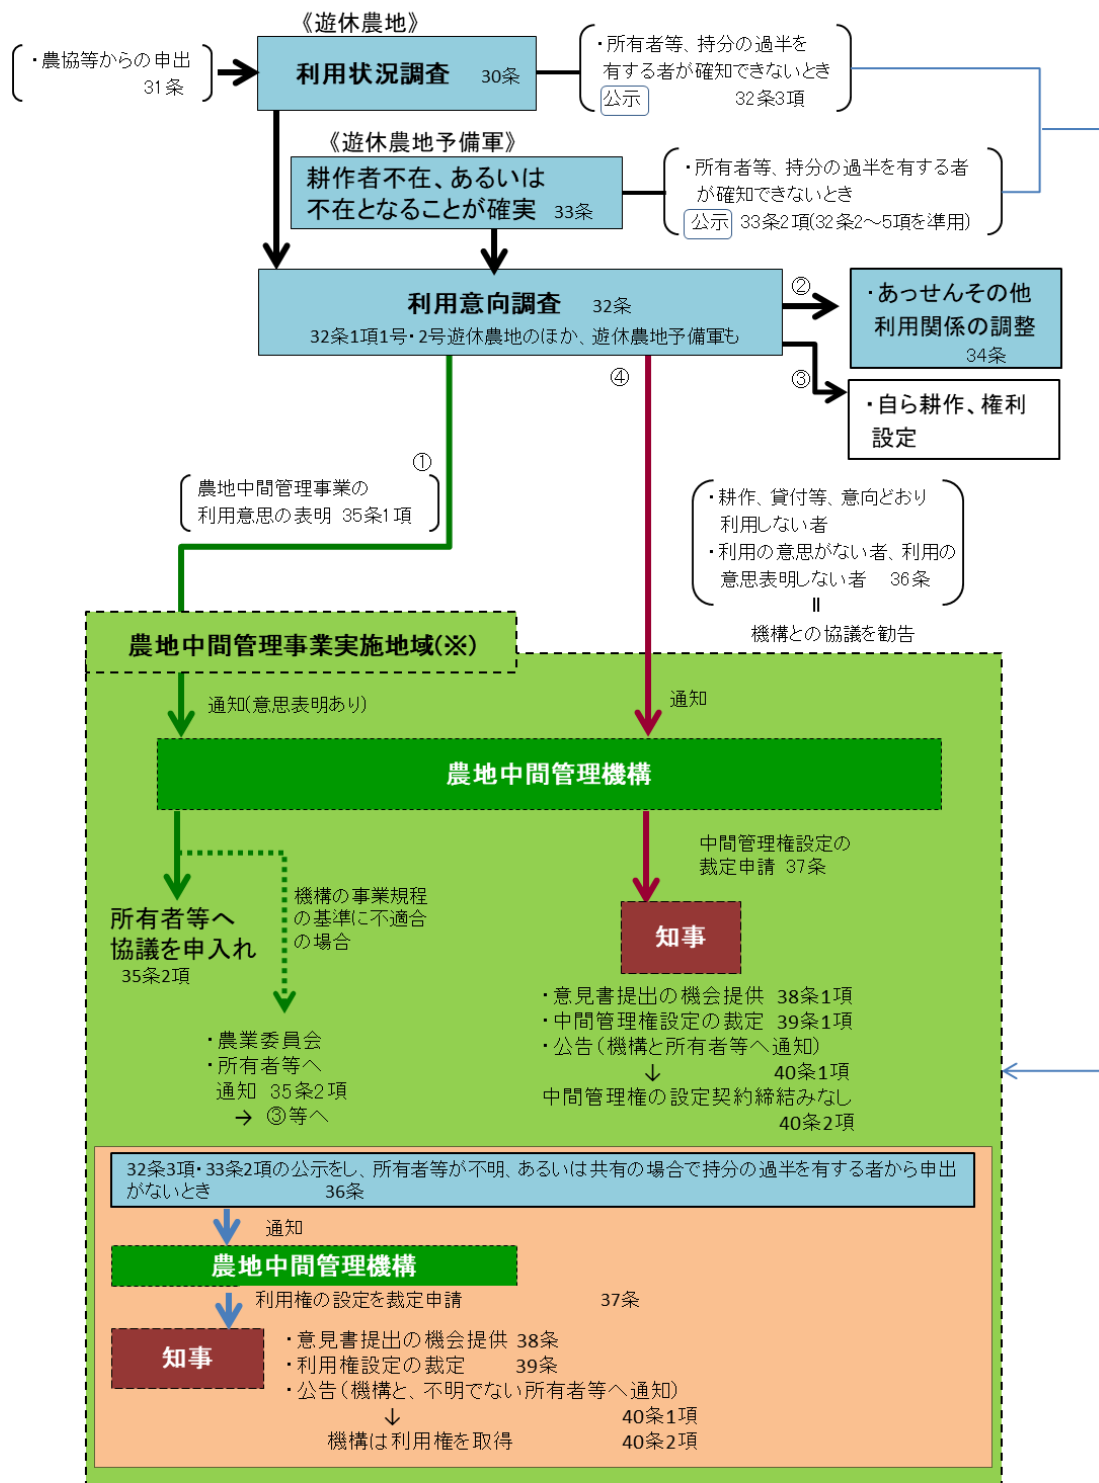 《遊休農地》
・農協等からの申出
31条
利用状況調査 30条
・所有者等、持分の過半を
有する者が確知できないとき
公示 32条3項
《遊休農地予備軍》
耕作者不在、あるいは
不在となることが確実 33条
・所有者等、持分の過半を有する者
が確知できないとき
公示 33条2項(32条2～5項を準用)
利用意向調査 32条
32条1項1号・2号遊休農地のほか、遊休農地予備軍も
②
・あっせんその他
利用関係の調整
34条
③
・自ら耕作、権利
設定
④
①
農地中間管理事業の
利用意思の表明 35条1項
・耕作、貸付等、意向どおり
利用しない者
・利用の意思がない者、利用の
意思表明しない者 36条
॥
機構との協議を勧告
農地中間管理事業実施地域(※)
通知(意思表明あり)
通知
農地中間管理機構
中間管理権設定の
裁定申請 37条
機構の事業規程
の基準に不適合
の場合
所有者等へ
協議を申入れ
35条2項
知事
・意見書提出の機会提供 38条1項
・中間管理権設定の裁定 39条1項
・公告(機構と所有者等へ通知)
↓ 40条1項
中間管理権の設定契約締結みなし
40条2項
・農業委員会
・所有者等へ
通知 35条2項
→ ③等へ
32条3項・33条2項の公示をし、所有者等が不明、あるいは共有の場合で持分の過半を有する者から申出
がないとき 36条
通知
農地中間管理機構
利用権の設定を裁定申請 37条
知事
・意見書提出の機会提供 38条
・利用権設定の裁定 39条
・公告(機構と、不明でない所有者等へ通知)
↓ 40条1項
機構は利用権を取得 40条2項